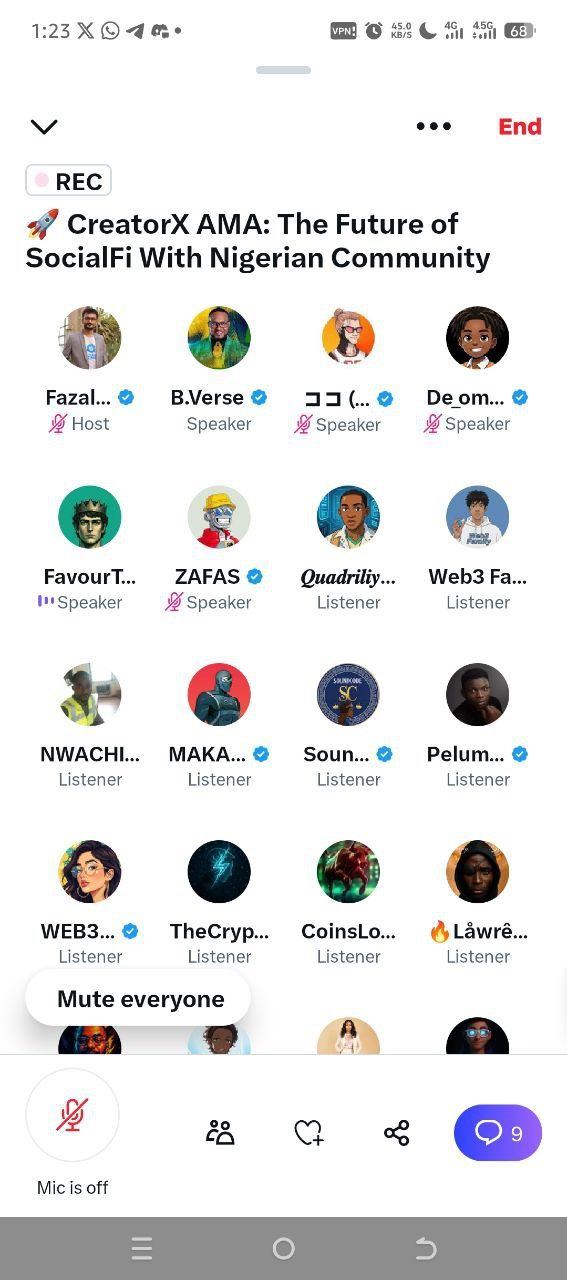 1:23
VPN! 45.0 KB/S 4G 4.5G 68
End
REC
🚀 CreatorX AMA: The Future of
SocialFi With Nigerian Community
Fazal... B.Verse ココ (... De_om...
Host Speaker Speaker Speaker
FavourT... ZAFAS Quadriliy... Web3 Fa...
Speaker Speaker Listener Listener
NWACHI... MAKA... Soun... Pelum...
Listener Listener Listener Listener
WEB3... TheCryp... CoinsLo... 🔥Låwrê...
Listener Listener Listener Listener
Mute everyone
9
Mic is off